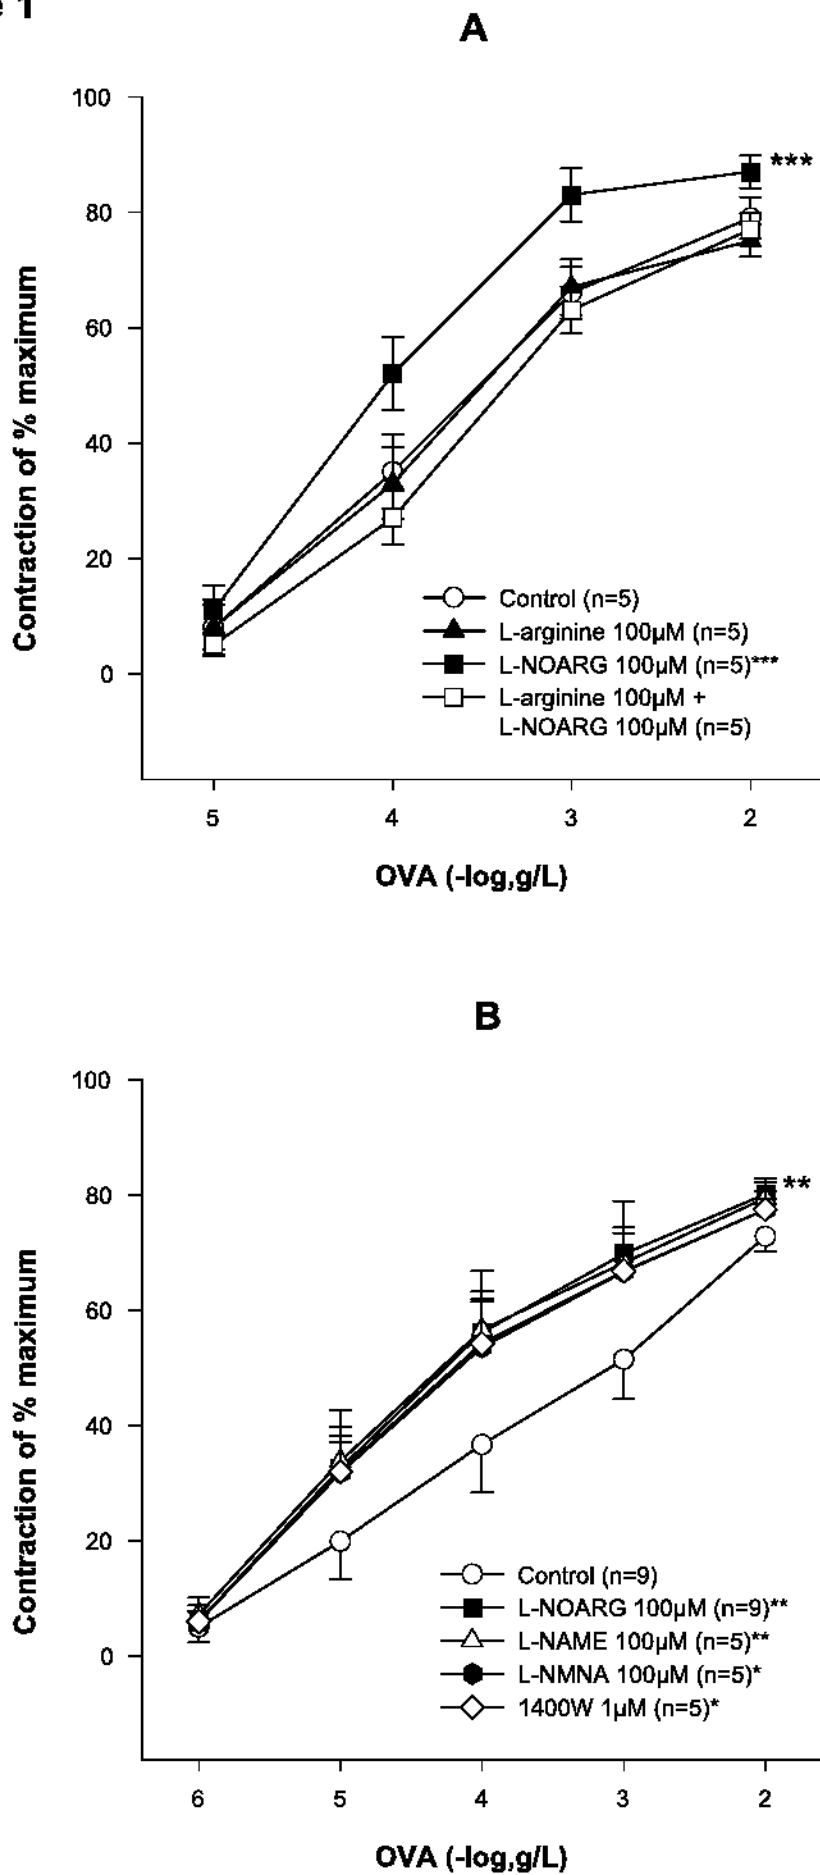 e 1
A
100
80
60
40
20
0
Contraction of % maximum
***
Control (n=5)
L-arginine 100µM (n=5)
L-NOARG 100µM (n=5)***
L-arginine 100µM +
L-NOARG 100µM (n=5)
5 4 3 2
OVA (-log,g/L)
B
100
80
60
40
20
0
Contraction of % maximum
**
Control (n=9)
L-NOARG 100µM (n=9)**
L-NAME 100µM (n=5)**
L-NMNA 100µM (n=5)*
1400W 1µM (n=5)*
6 5 4 3 2
OVA (-log,g/L)